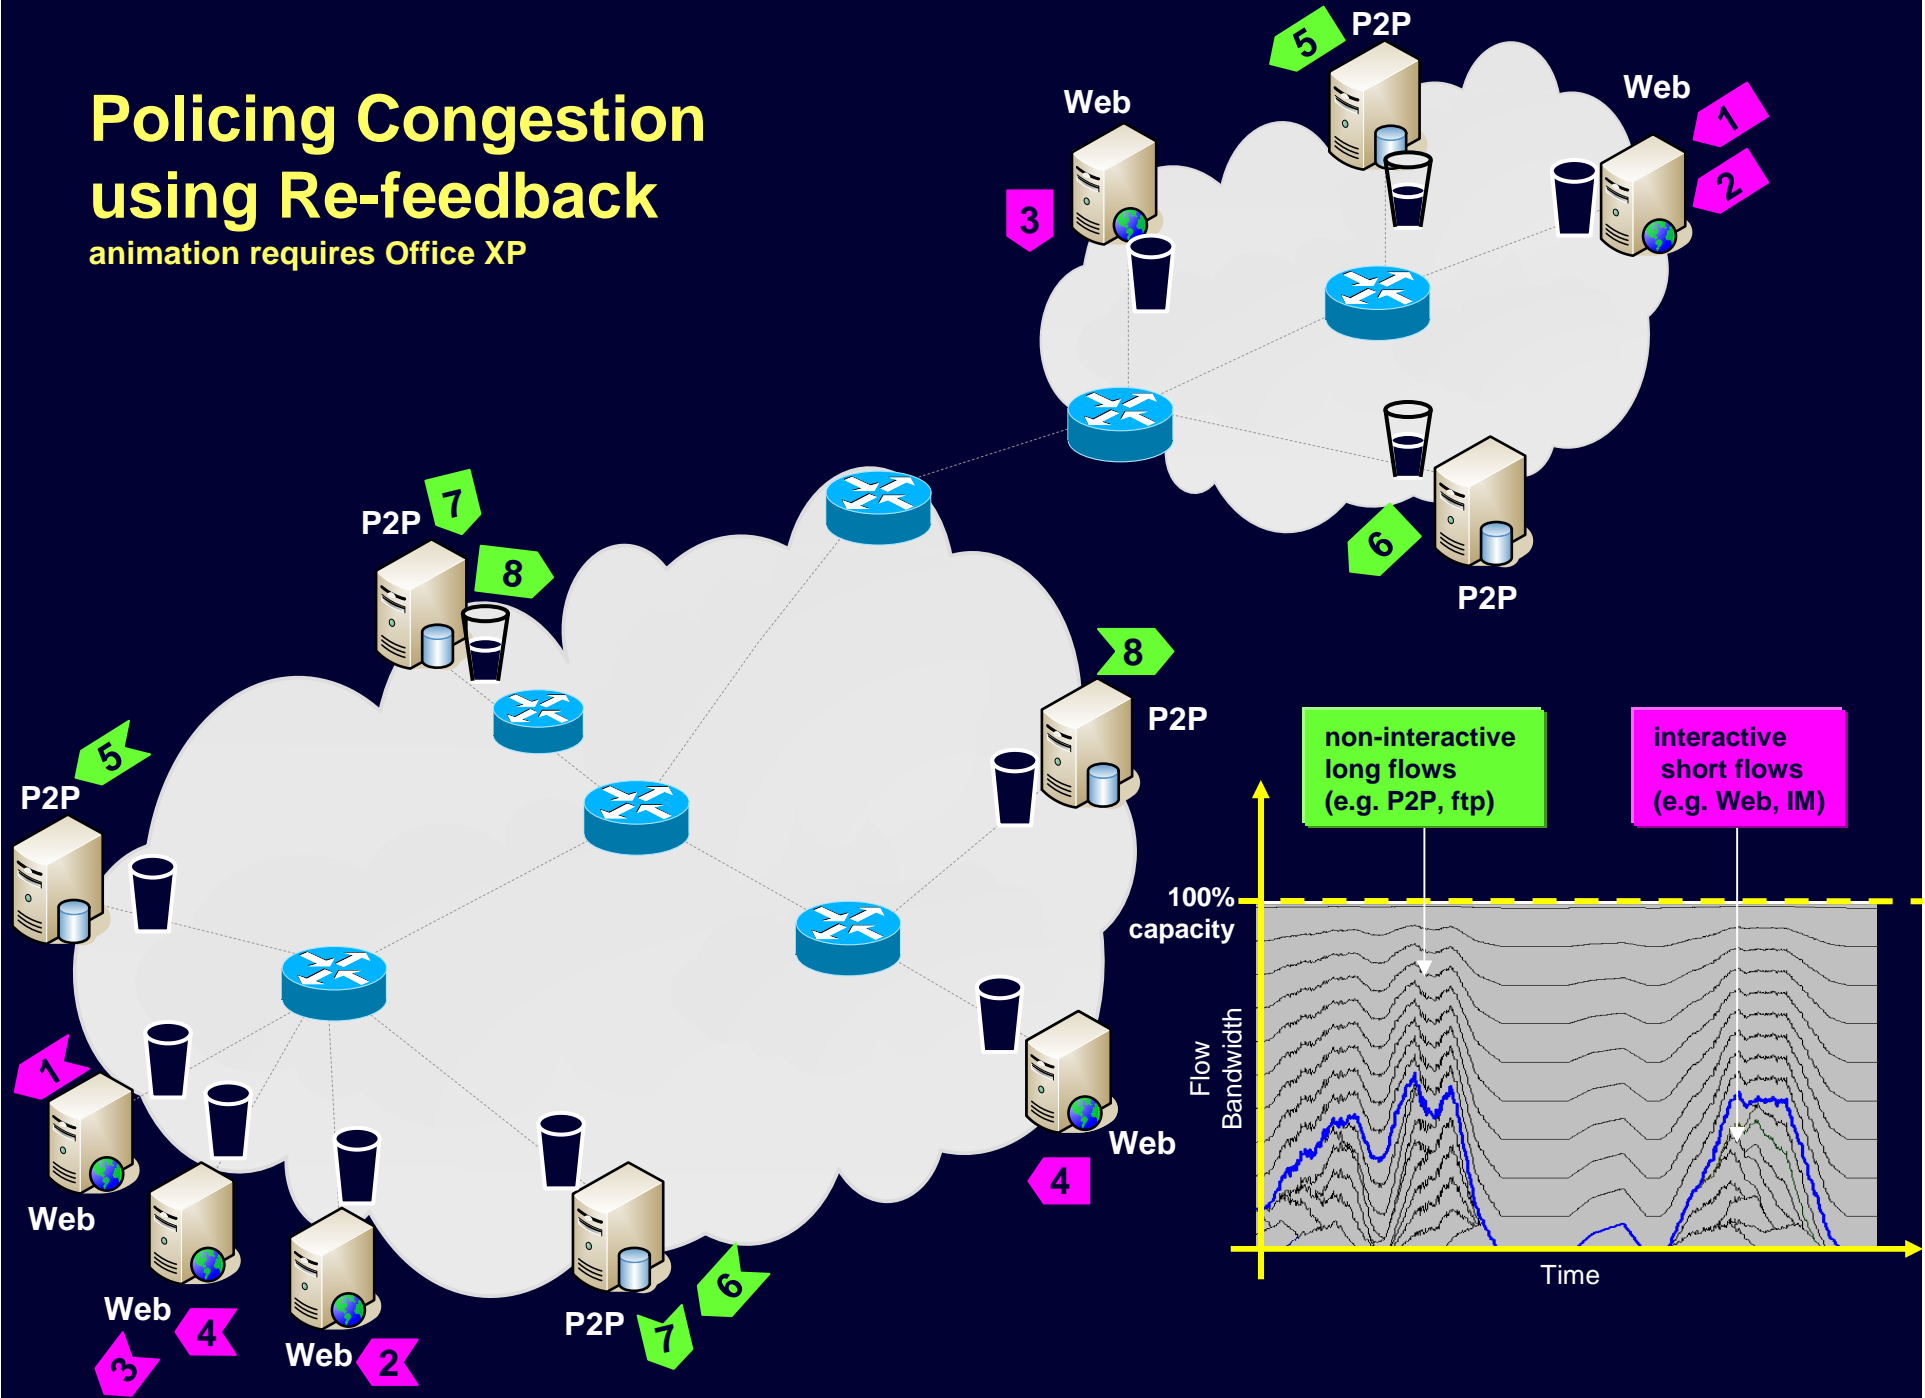 Policing Congestion
using Re-feedback
animation requires Office XP
5
P2P
Web
1
2
Web
3
6
P2P
P2P
7
8
8
P2P
5
P2P
1
Web
Web
4
3
Web
2
P2P
7
6
Web
4
non-interactive
long flows
(e.g. P2P, ftp)
interactive
short flows
(e.g. Web, IM)
100%
capacity
Flow
Bandwidth
Time